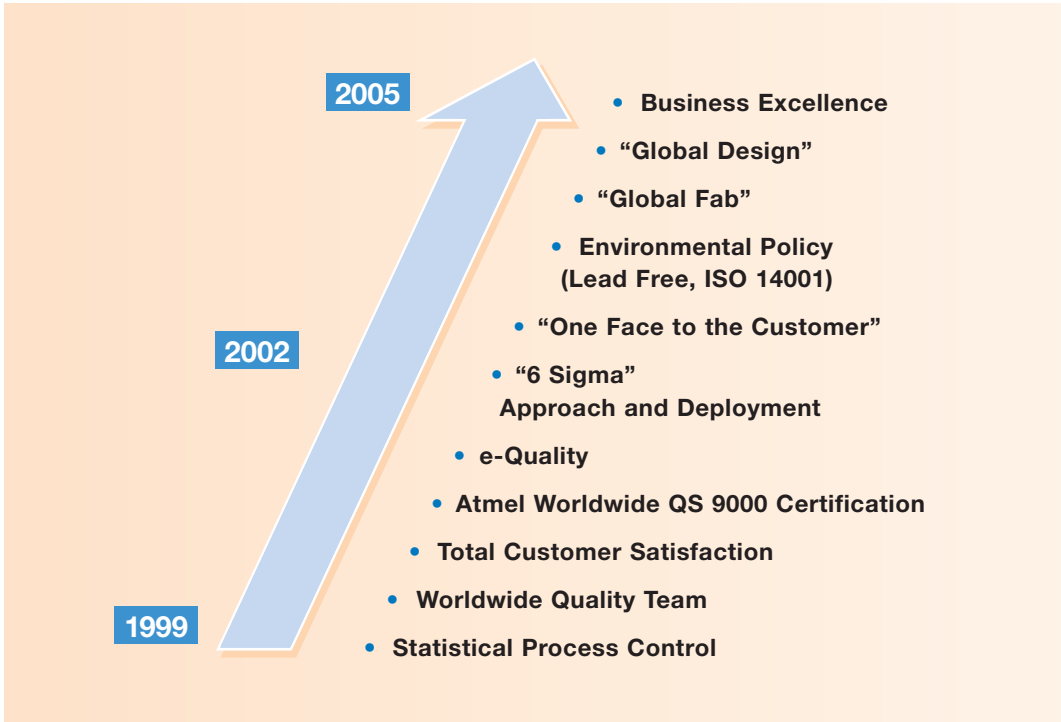 2005
• Business Excellence
• “Global Design”
• “Global Fab”
• Environmental Policy
(Lead Free, ISO 14001)
• “One Face to the Customer”
2002
• “6 Sigma”
Approach and Deployment
• e-Quality
• Atmel Worldwide QS 9000 Certification
• Total Customer Satisfaction
• Worldwide Quality Team
1999
• Statistical Process Control